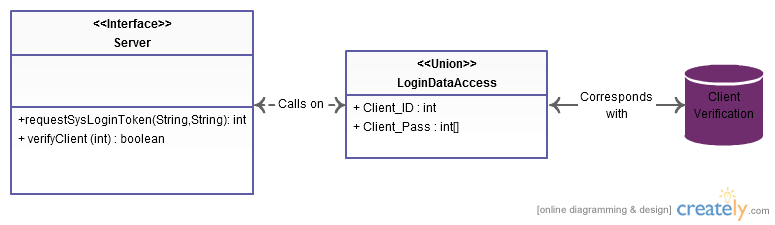 <<Interface>>
Server
+requestSysLoginToken(String,String): int
+ verifyClient (int) : boolean
Calls on
<<Union>>
LoginDataAccess
+ Client_ID : int
+ Client_Pass : int[]
Corresponds
with
Client
Verification
[online diagramming & design] creately.com